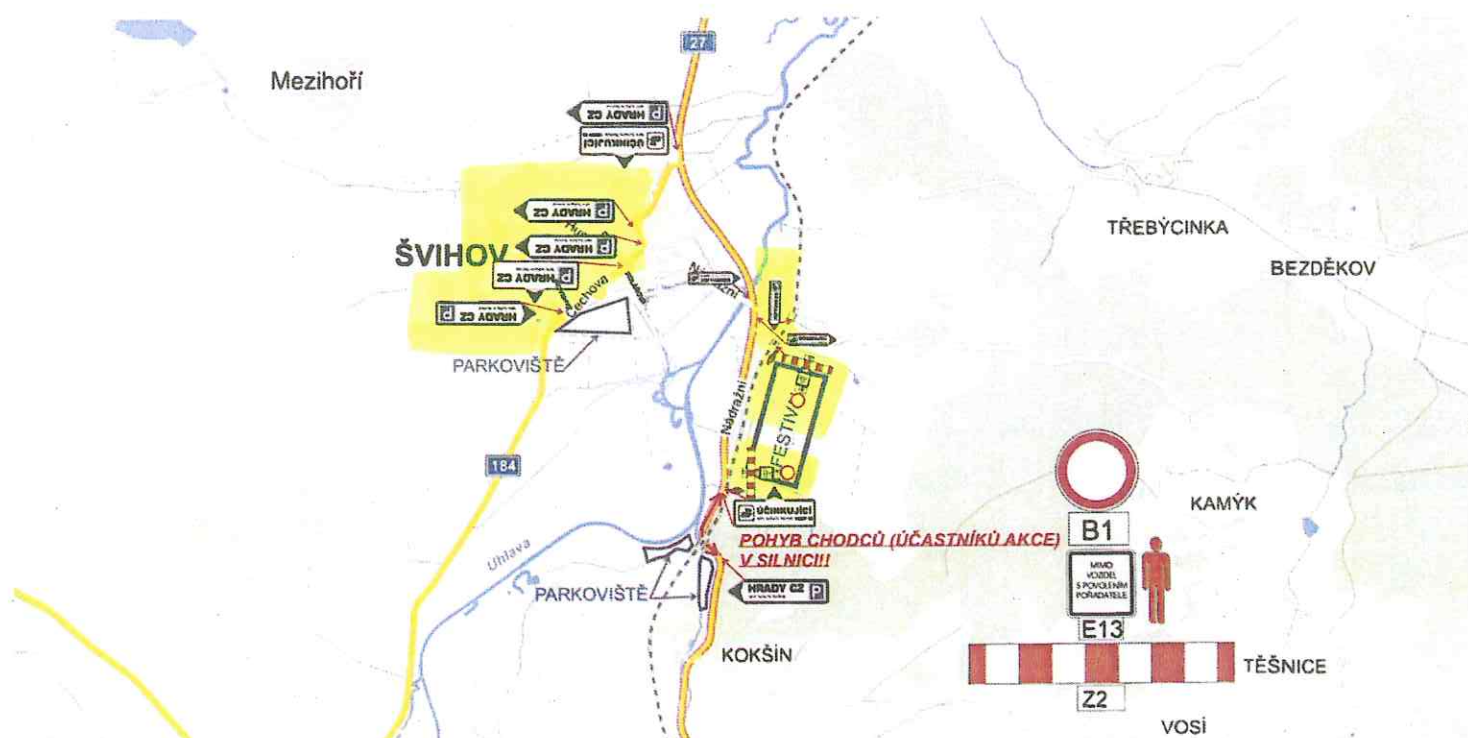 27
Mezihoří
HRADY CZ
P
ÚČINKUJÍCÍ
HRADY CZ
P
TŘEBÝCINKA
HRADY CZ
P
ŠVIHOV
BEZDĚKOV
HRADY CZ
P
Čechova
HRADY CZ
P
PARKOVIŠTĚ
Nádražní
FESTIV
184
KAMÝK
ÚČINKUJÍCÍ
B1
POHYB CHODCŮ (ÚČASTNÍKŮ AKCE)
V SILNICI!!
Uhlava
MIMO
VOZIDEL
S POVOLENÍM
POŘADATELE
PARKOVIŠTĚ
HRADY CZ
P
E13
KOKŠÍN
TĚŠNICE
Z2
VOSÍ